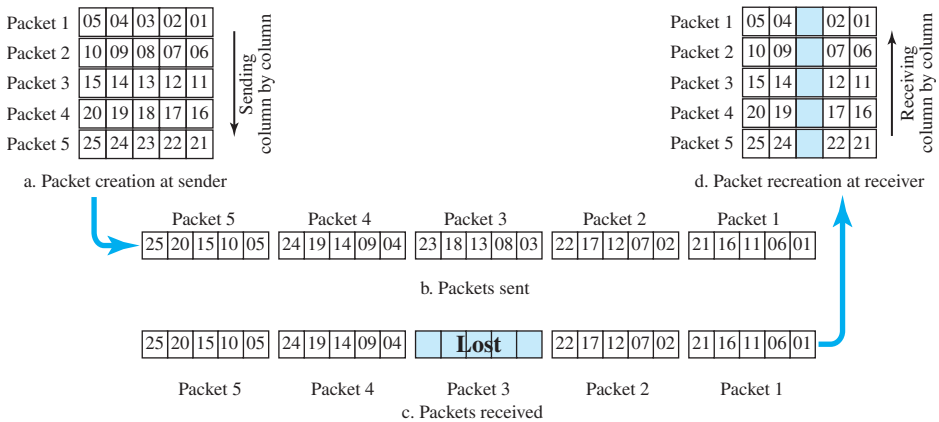 Packet 1 05 04 03 02 01
Packet 2 10 09 08 07 06
Packet 3 15 14 13 12 11
Packet 4 20 19 18 17 16
Packet 5 25 24 23 22 21
Sending
column by column
a. Packet creation at sender
Packet 1 05 04 02 01
Packet 2 10 09 07 06
Packet 3 15 14 12 11
Packet 4 20 19 17 16
Packet 5 25 24 22 21
Receiving
column by column
d. Packet recreation at receiver
Packet 5 Packet 4 Packet 3 Packet 2 Packet 1
25 20 15 10 05 24 19 14 09 04 23 18 13 08 03 22 17 12 07 02 21 16 11 06 01
b. Packets sent
25 20 15 10 05 24 19 14 09 04 Lost 22 17 12 07 02 21 16 11 06 01
Packet 5 Packet 4 Packet 3 Packet 2 Packet 1
c. Packets received